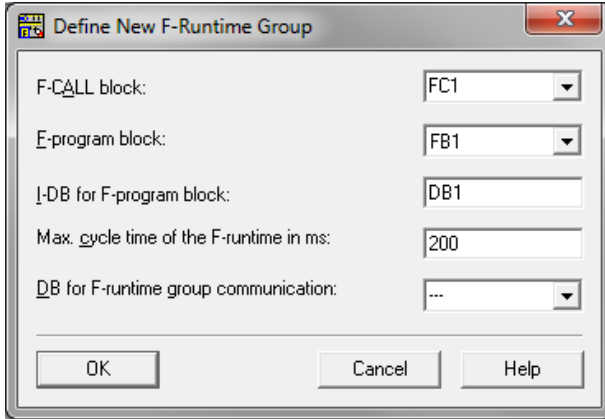 Define New F-Runtime Group
F-CALL block: FC1
F-program block: FB1
I-DB for F-program block: DB1
Max. cycle time of the F-runtime in ms: 200
DB for F-runtime group communication: ---
OK Cancel Help